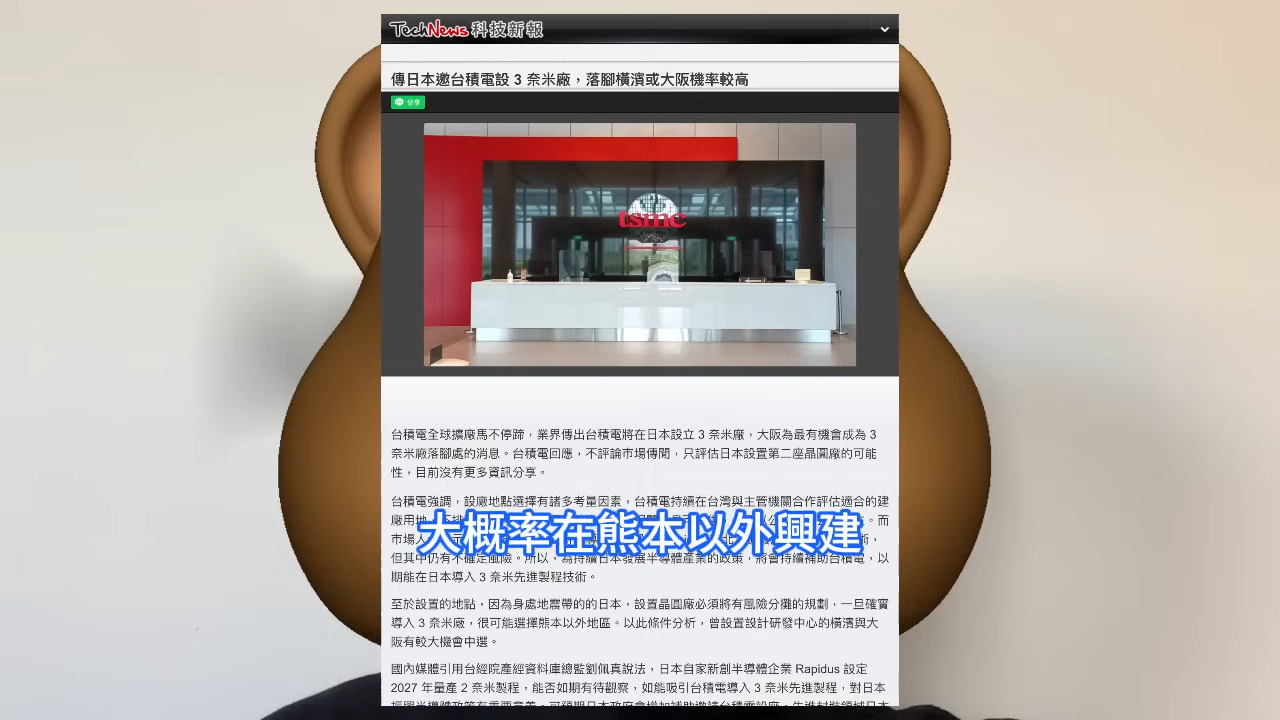 TechNews 科技新報
傳日本邀台積電設 3 奈米廠，落腳橫濱或大阪機率較高
分享
tsmc
台積電全球擴廠馬不停蹄，業界傳出台積電將在日本設立 3 奈米廠，大阪為最有機會成為 3
奈米廠落腳處的消息。台積電回應，不評論市場傳聞，只評估日本設置第二座晶圓廠的可能
性，目前沒有更多資訊分享。
台積電強調，設廠地點選擇有諸多考量因素，台積電持續在台灣與主管機關合作評估適合的建
廠用地，
。而
大概率在熊本以外興建
市場人
術，
但其中仍有不確定風險。所以，為持續日本發展半導體產業的政策，將會持續補助台積電，以
期能在日本導入 3 奈米先進製程技術。
至於設置的地點，因為身處地震帶的的日本，設置晶圓廠必須將有風險分攤的規劃，一旦確實
導入 3 奈米廠，很可能選擇熊本以外地區。以此條件分析，曾設置設計研發中心的橫濱與大
阪有較大機會中選。
國內媒體引用台經院產經資料庫總監劉佩真說法，日本自家新創半導體企業 Rapidus 設定
2027 年量產 2 奈米製程，能否如期有待觀察，如能吸引台積電導入 3 奈米先進製程，對日本